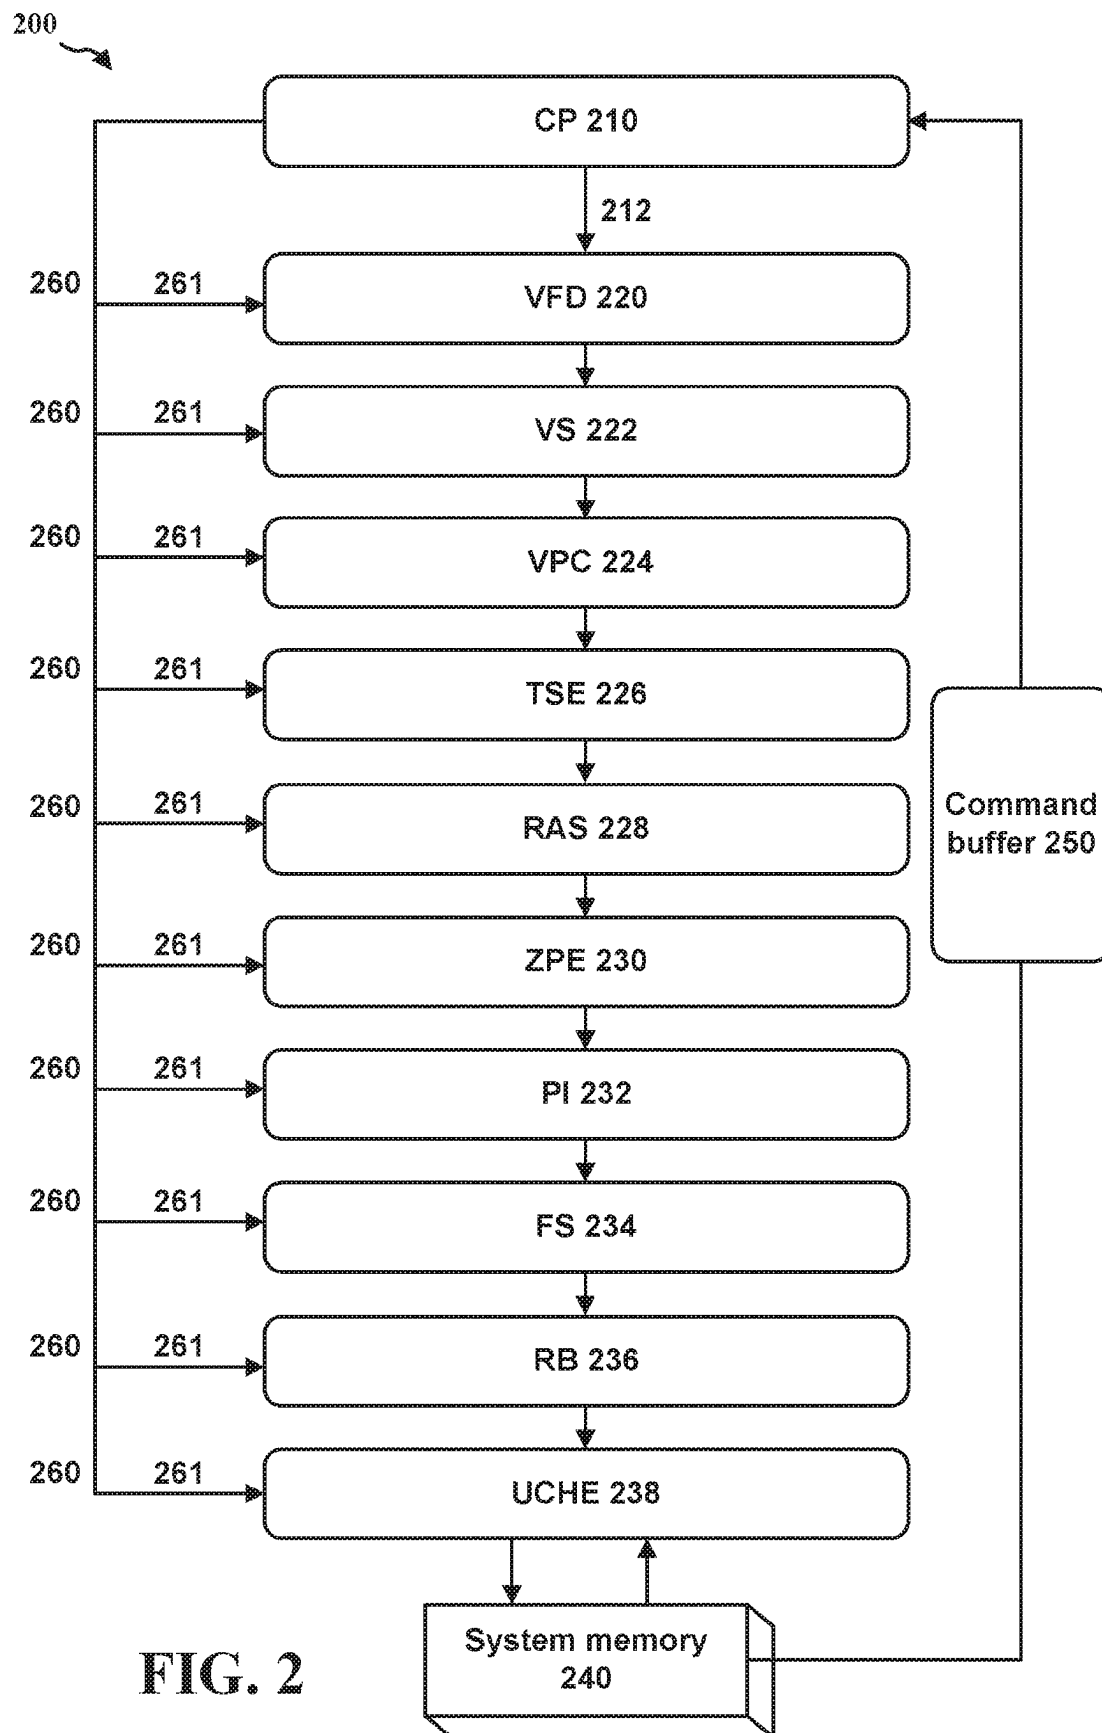 200
CP 210
212
260 261
VFD 220
260 261
VS 222
260 261
VPC 224
260 261
TSE 226
260 261
RAS 228
Command
buffer 250
260 261
ZPE 230
260 261
PI 232
260 261
FS 234
260 261
RB 236
260 261
UCHE 238
System memory
240
FIG. 2